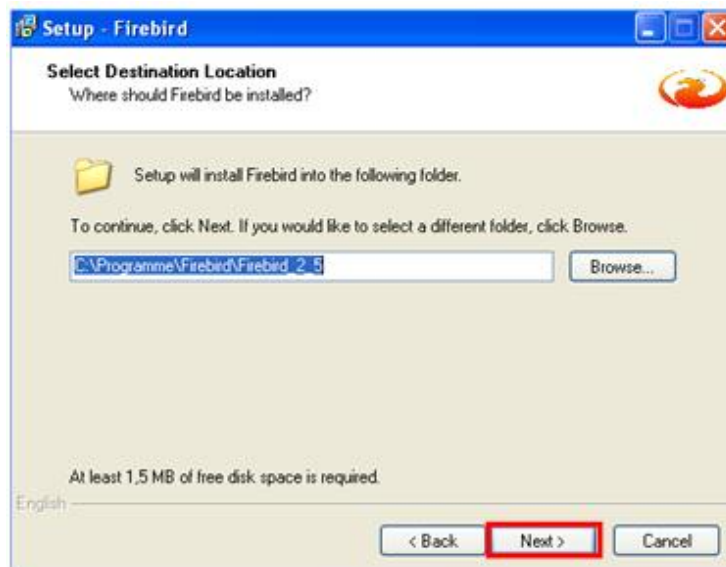 Setup - Firebird
Select Destination Location
Where should Firebird be installed?
Setup will install Firebird into the following folder.
To continue, click Next. If you would like to select a different folder, click Browse.
C:\Programme\Firebird\Firebird_2_5
Browse...
At least 1,5 MB of free disk space is required.
English
< Back
Next >
Cancel